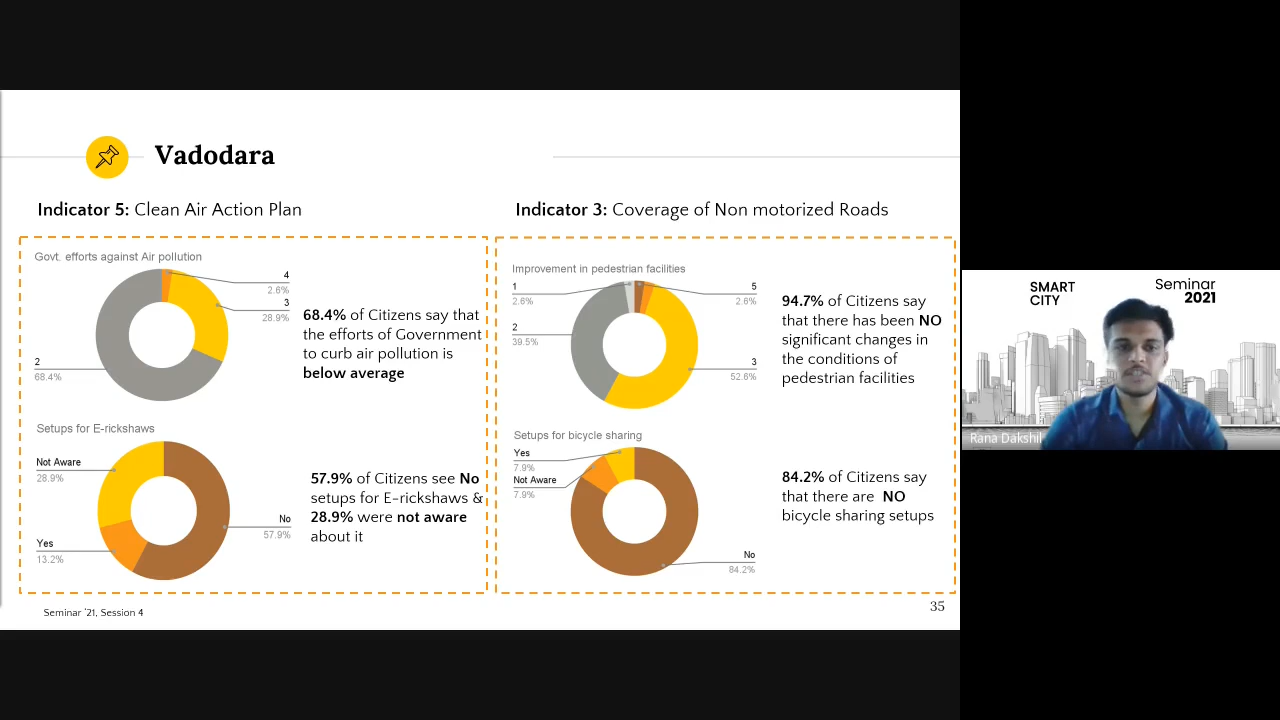 Vadodara
Indicator 5: Clean Air Action Plan
Govt. efforts against Air pollution
4
2.6%
3
28.9%
2
68.4%
68.4% of Citizens say that
the efforts of Government
to curb air pollution is
below average
Setups for E-rickshaws
Not Aware
28.9%
No
57.9%
Yes
13.2%
57.9% of Citizens see No
setups for E-rickshaws &
28.9% were not aware
about it
Indicator 3: Coverage of Non motorized Roads
Improvement in pedestrian facilities
1
2.6%
5
2.6%
2
39.5%
3
52.6%
94.7% of Citizens say
that there has been NO
significant changes in
the conditions of
pedestrian facilities
Setups for bicycle sharing
Yes
7.9%
Not Aware
7.9%
No
84.2%
84.2% of Citizens say
that there are NO
bicycle sharing setups
Seminar '21, Session 4
35
SMART
CITY
Seminar
2021
Rana Dakshil